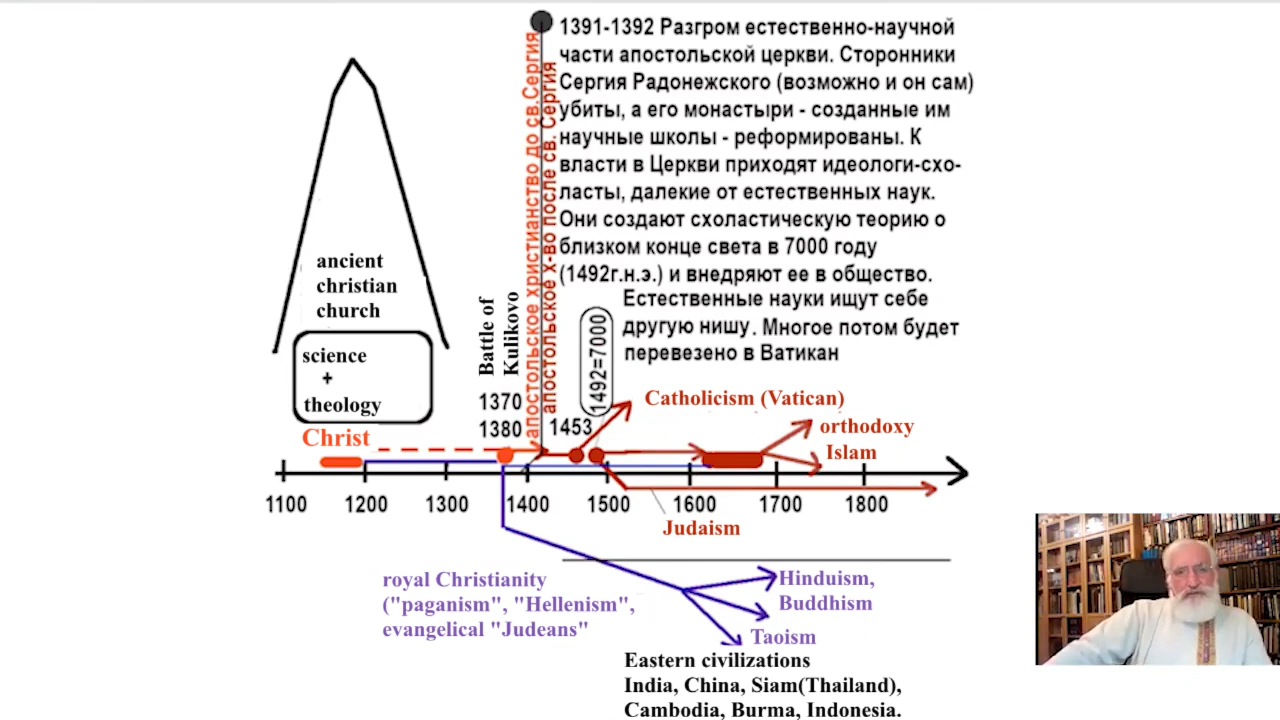 1391-1392 Разгром естественно-научной
части апостольской церкви. Сторонники
Сергия Радонежского (возможно и он сам)
убиты, а его монастыри - созданные им
научные школы - реформированы. К
власти в Церкви приходят идеологи-схо-
ласты, далекие от естественных наук.
Они создают схоластическую теорию о
близком конце света в 7000 году
(1492г.н.э.) и внедряют ее в общество.
Естественные науки ищут себе
другую нишу. Многое потом будет
перевезено в Ватикан
апостольское христианство до св.Сергия
апостольское х-во после св. Сергия
ancient
christian
church
science
+
theology
Battle of
Kulikovo
1492=7000
1370
1380
1453
Christ
Catholicism (Vatican)
orthodoxy
Islam
1100 1200 1300 1400 1500 1600 1700 1800
Judaism
royal Christianity
("paganism", "Hellenism",
evangelical "Judeans"
Hinduism,
Buddhism
Taoism
Eastern civilizations
India, China, Siam(Thailand),
Cambodia, Burma, Indonesia.